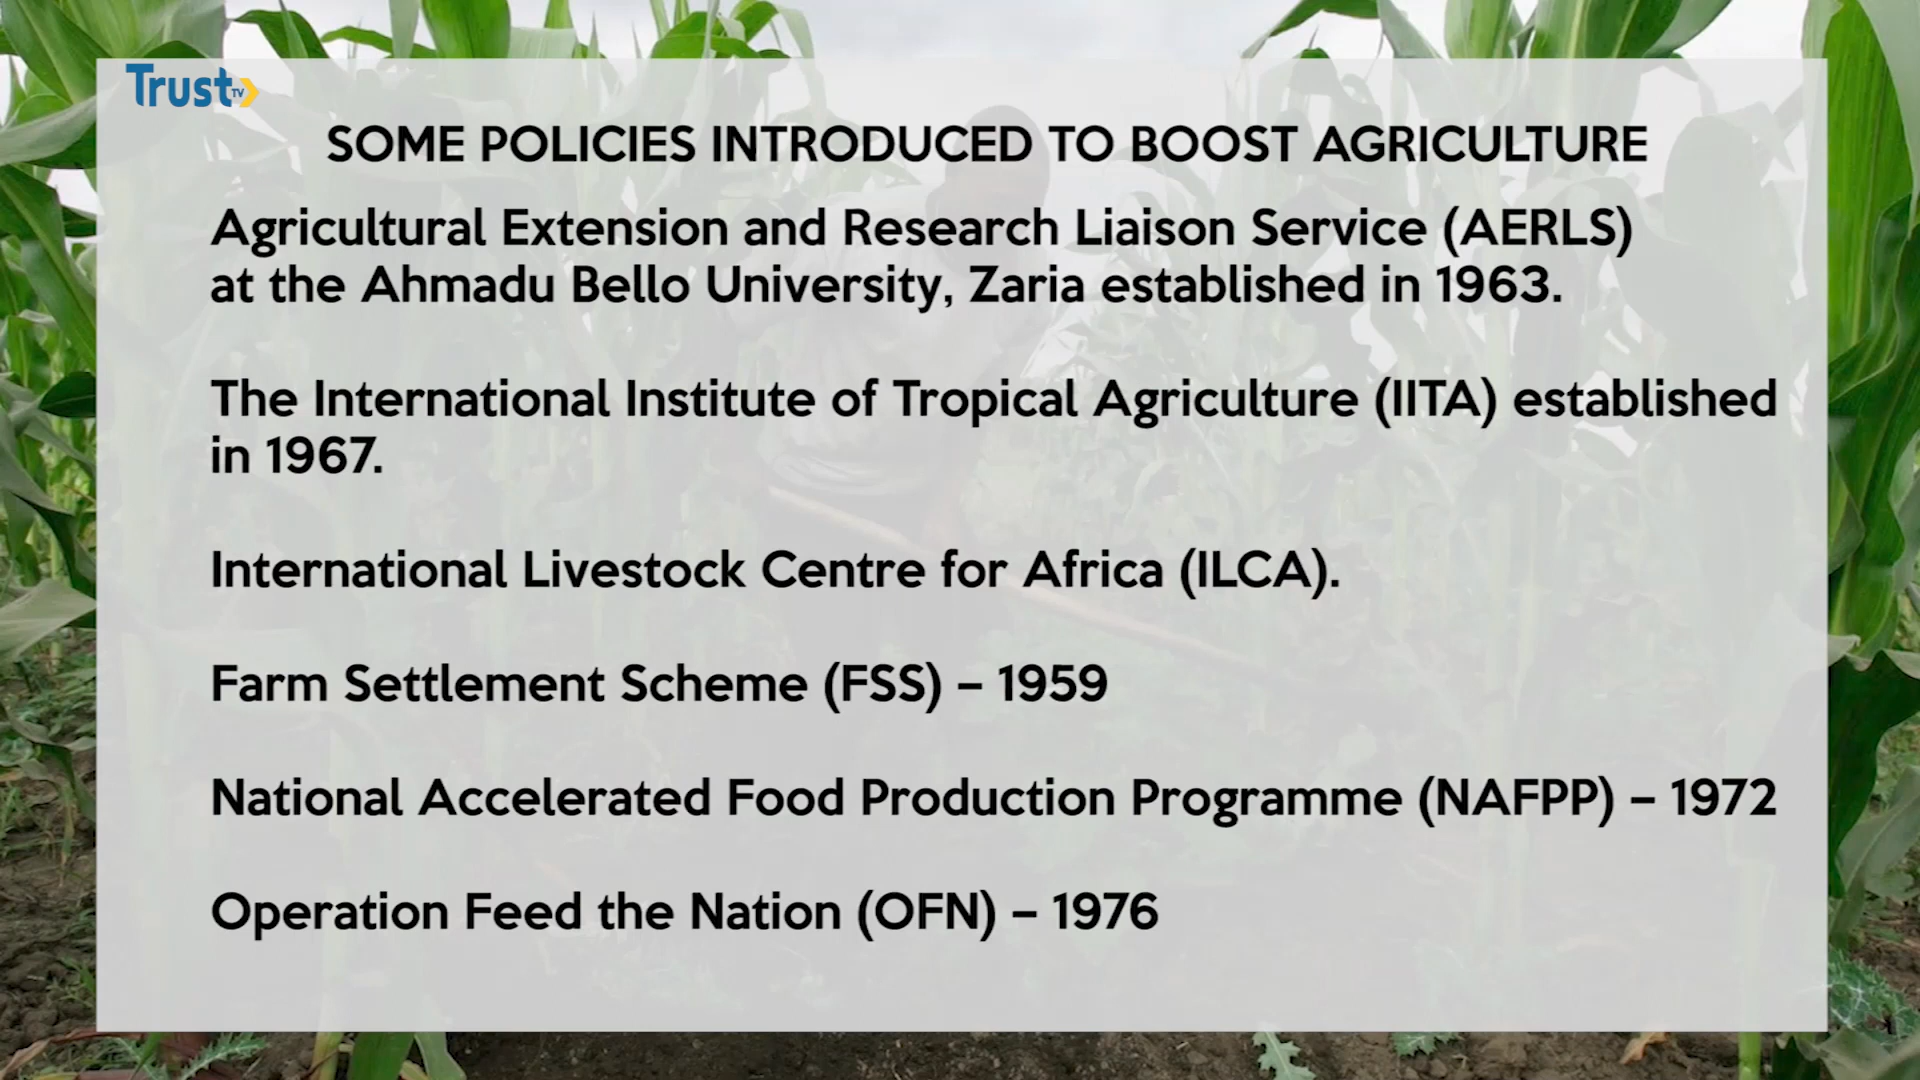 Trust TV
SOME POLICIES INTRODUCED TO BOOST AGRICULTURE
Agricultural Extension and Research Liaison Service (AERLS)
at the Ahmadu Bello University, Zaria established in 1963.
The International Institute of Tropical Agriculture (IITA) established
in 1967.
International Livestock Centre for Africa (ILCA).
Farm Settlement Scheme (FSS) – 1959
National Accelerated Food Production Programme (NAFPP) – 1972
Operation Feed the Nation (OFN) – 1976